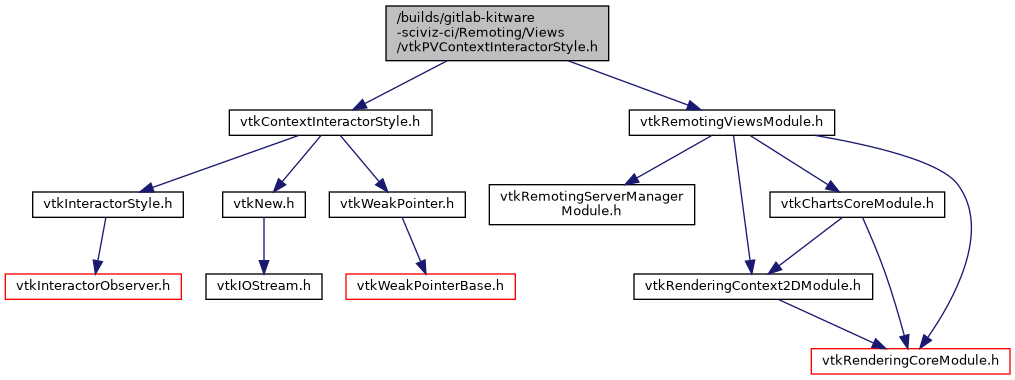 /builds/gitlab-kitware
-sciviz-ci/Remoting/Views
/vtkPVContextInteractorStyle.h
vtkContextInteractorStyle.h
vtkRemotingViewsModule.h
vtkInteractorStyle.h
vtkNew.h
vtkWeakPointer.h
vtkRemotingServerManager
Module.h
vtkChartsCoreModule.h
vtkInteractorObserver.h
vtkIOStream.h
vtkWeakPointerBase.h
vtkRenderingContext2DModule.h
vtkRenderingCoreModule.h